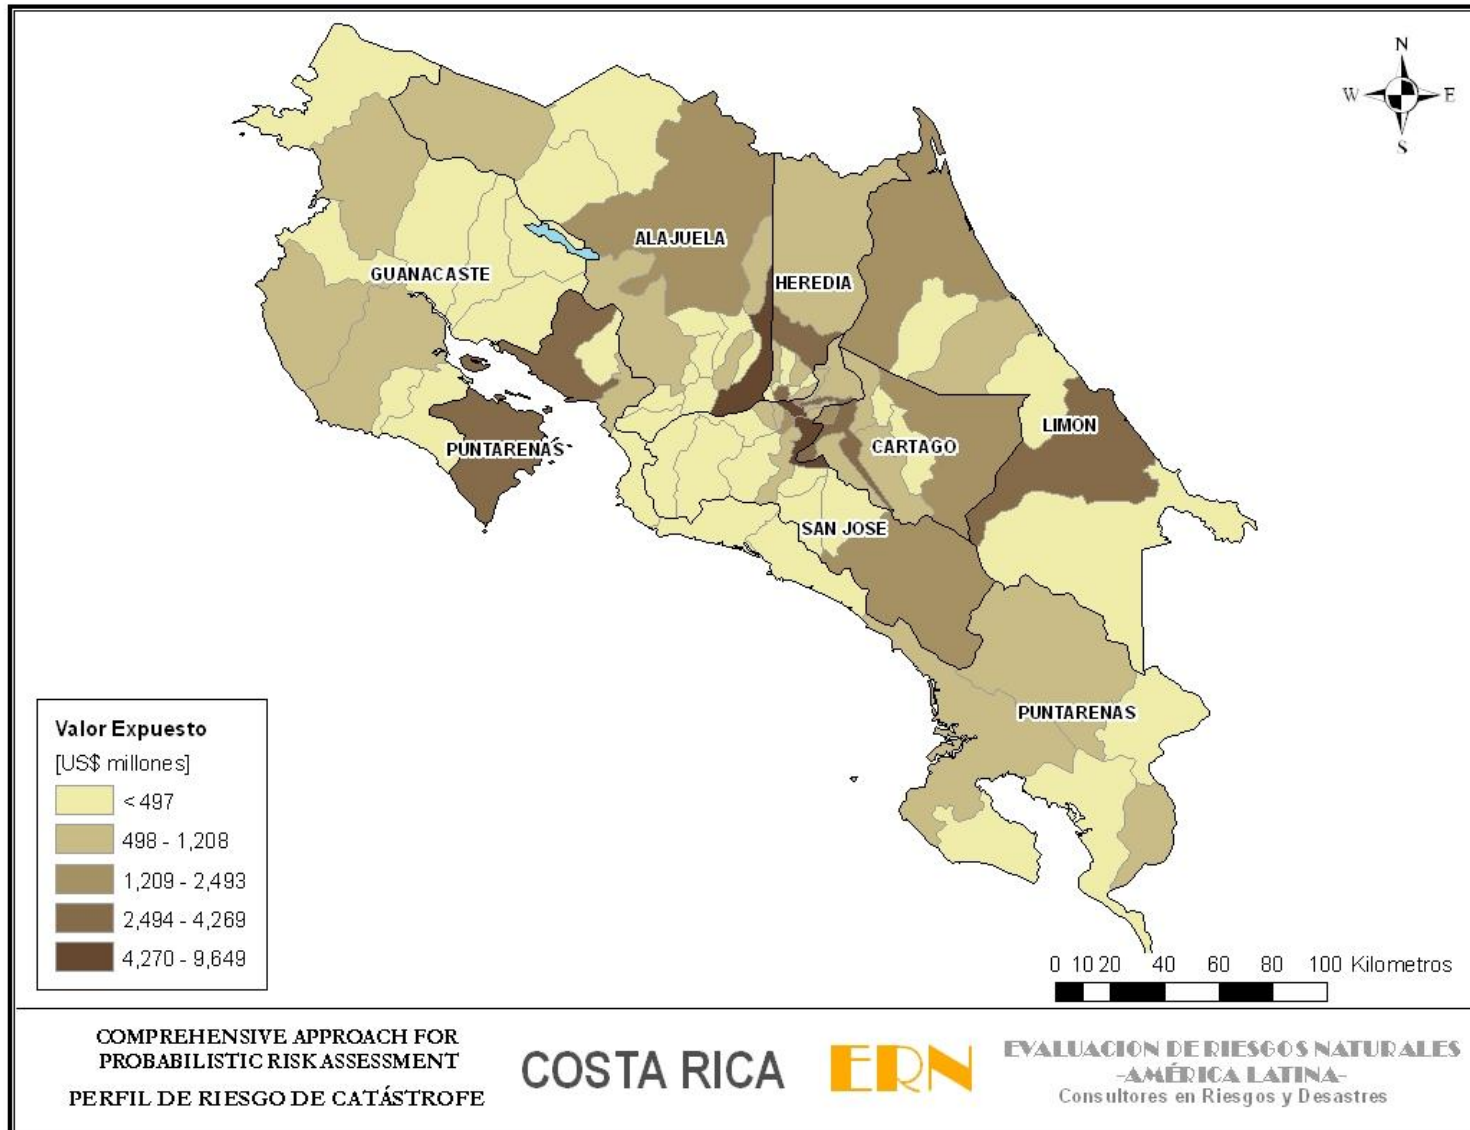 N
W E
S
ALAJUELA
HEREDIA
GUANACASTE
LIMON
CARTAGO
PUNTARENAS
SAN JOSE
PUNTARENAS
Valor Expuesto
[US$ millones]
< 497
498 - 1,208
1,209 - 2,493
2,494 - 4,269
4,270 - 9,649
0 10 20 40 60 80 100 Kilometros
COMPREHENSIVE APPROACH FOR
PROBABILISTIC RISK ASSESSMENT
PERFIL DE RIESGO DE CATÁSTROFE
COSTA RICA
ERN
EVALUACION DE RIESGOS NATURALES
-AMÉRICA LATINA-
Consultores en Riesgos y Desastres